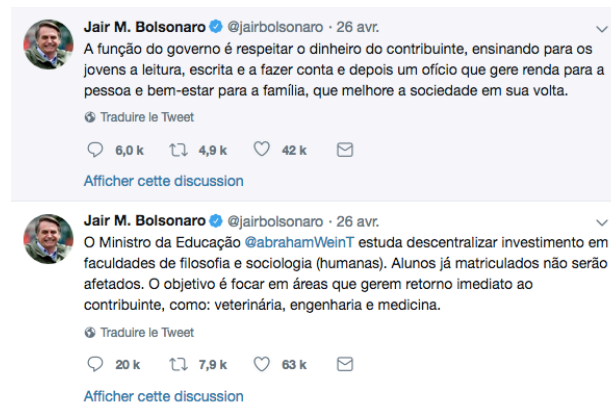 Jair M. Bolsonaro @jairbolsonaro · 26 avr.
A função do governo é respeitar o dinheiro do contribuinte, ensinando para os
jovens a leitura, escrita e a fazer conta e depois um ofício que gere renda para a
pessoa e bem-estar para a família, que melhore a sociedade em sua volta.
Traduire le Tweet
6,0 k 4,9 k 42 k
Afficher cette discussion
Jair M. Bolsonaro @jairbolsonaro · 26 avr.
O Ministro da Educação @abrahamWeinT estuda descentralizar investimento em
faculdades de filosofia e sociologia (humanas). Alunos já matriculados não serão
afetados. O objetivo é focar em áreas que gerem retorno imediato ao
contribuinte, como: veterinária, engenharia e medicina.
Traduire le Tweet
20 k 7,9 k 63 k
Afficher cette discussion